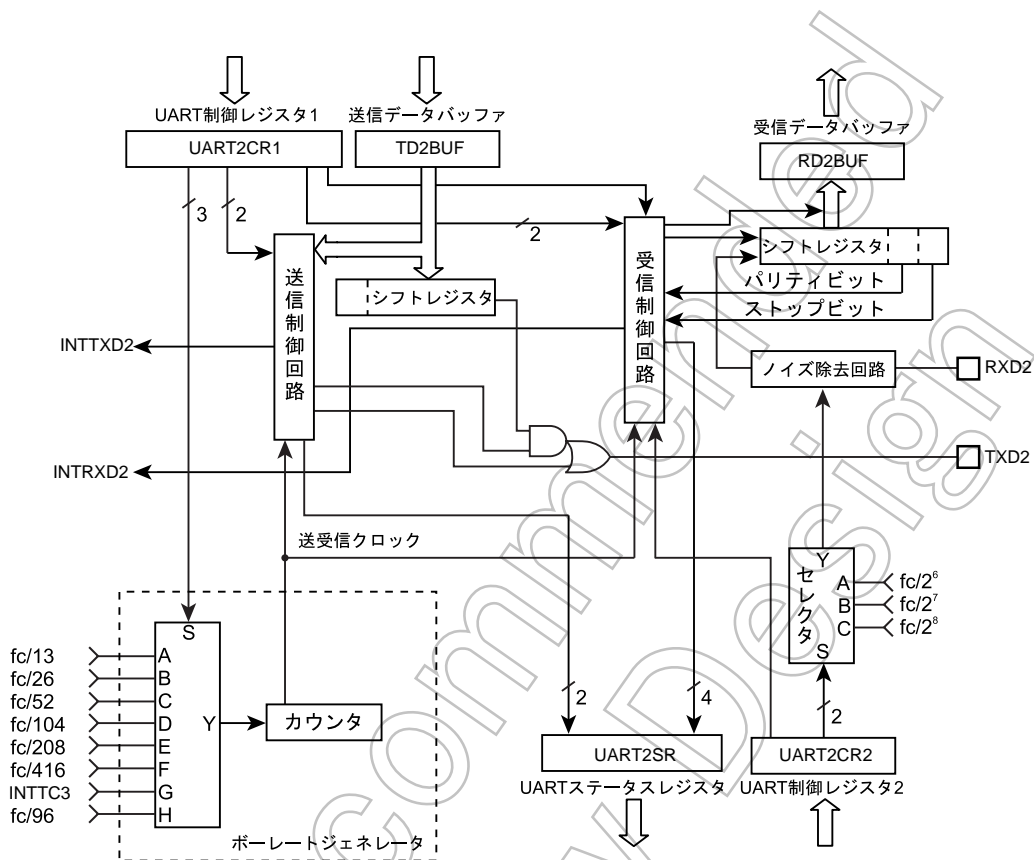 UART制御レジスタ1
送信データバッファ
受信データバッファ
UART2CR1
TD2BUF
RD2BUF
3
2
2
送信制御回路
シフトレジスタ
受信制御回路
シフトレジスタ
パリティビット
ストップビット
INTTXD2
ノイズ除去回路
RXD2
INTRXD2
TXD2
送受信クロック
Y
セレクタ
A
B
C
S
fc/2⁶
fc/2⁷
fc/2⁸
S
fc/13
A
fc/26
B
fc/52
C
fc/104
D
Y
カウンタ
fc/208
E
fc/416
F
INTTC3
G
fc/96
H
ボーレートジェネレータ
2
4
2
UART2SR
UART2CR2
UARTステータスレジスタ
UART制御レジスタ2
commended
w Design